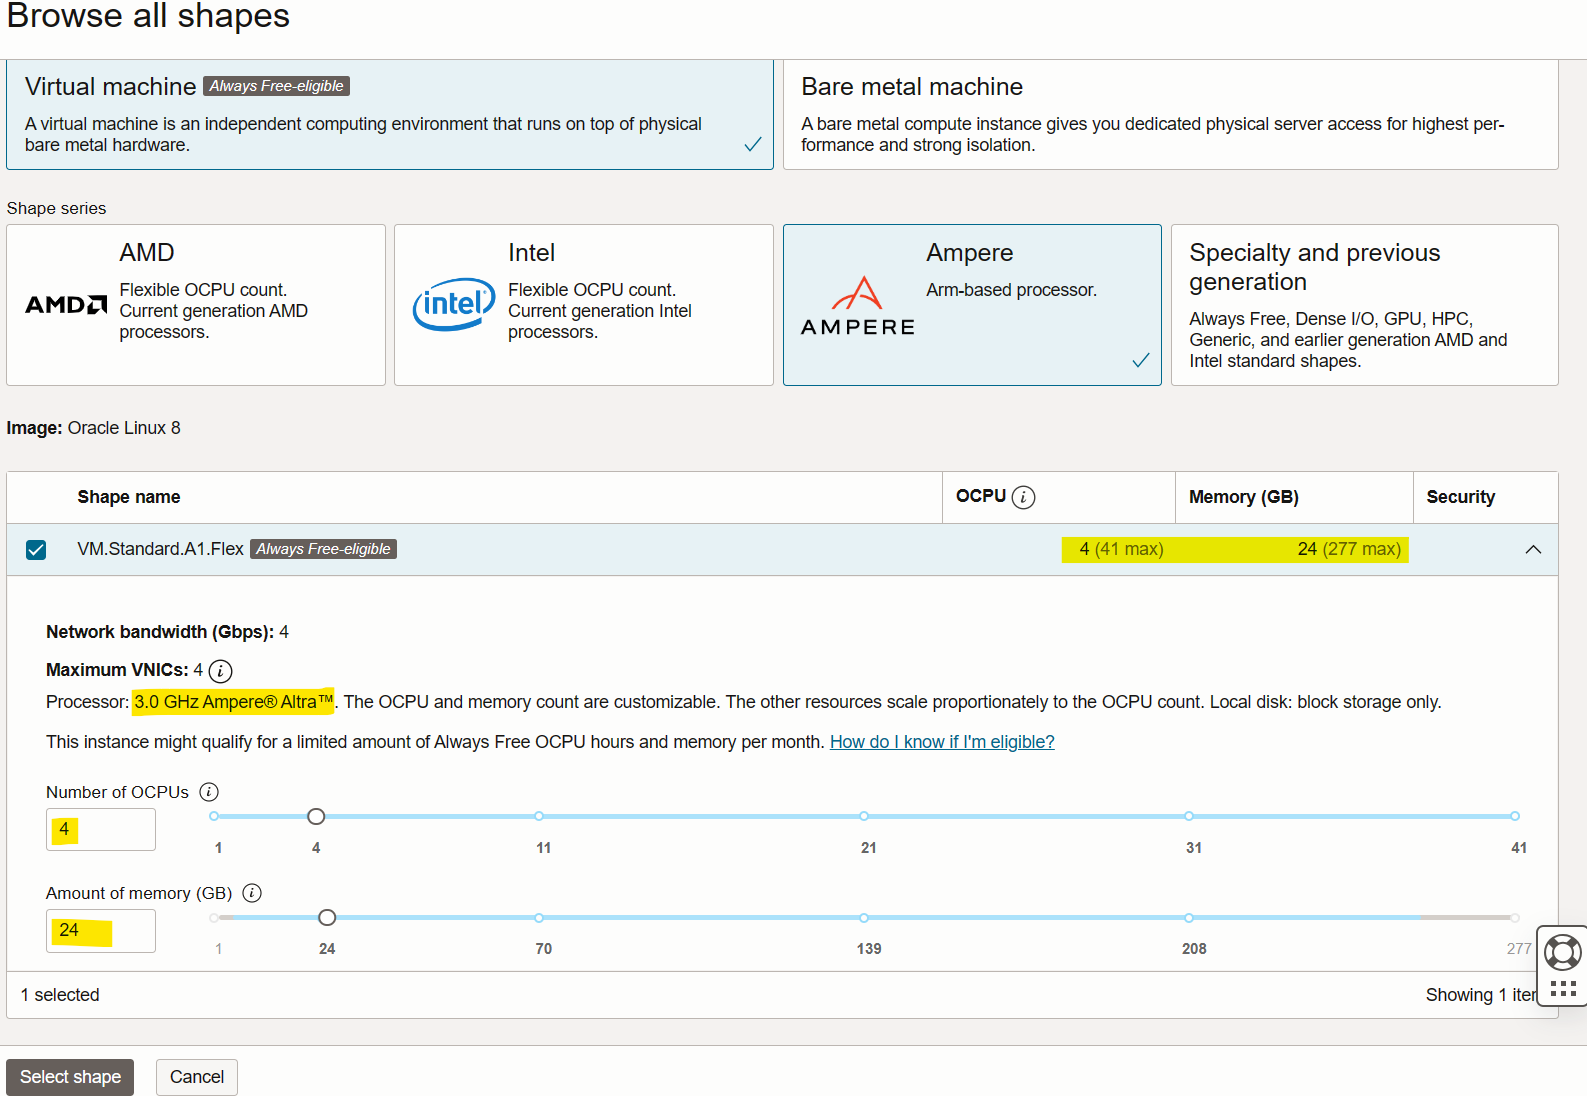 Browse all shapes
Virtual machine Always Free-eligible
A virtual machine is an independent computing environment that runs on top of physical
bare metal hardware.
Bare metal machine
A bare metal compute instance gives you dedicated physical server access for highest per-
formance and strong isolation.
Shape series
AMD
AMD
Flexible OCPU count.
Current generation AMD
processors.
Intel
intel
Flexible OCPU count.
Current generation Intel
processors.
Ampere
AMPERE
Arm-based processor.
Specialty and previous
generation
Always Free, Dense I/O, GPU, HPC,
Generic, and earlier generation AMD and
Intel standard shapes.
Image: Oracle Linux 8
Shape name OCPU i Memory (GB) Security
VM.Standard.A1.Flex Always Free-eligible 4 (41 max) 24 (277 max)
Network bandwidth (Gbps): 4
Maximum VNICs: 4 i
Processor: 3.0 GHz Ampere® Altra™. The OCPU and memory count are customizable. The other resources scale proportionately to the OCPU count. Local disk: block storage only.
This instance might qualify for a limited amount of Always Free OCPU hours and memory per month. How do I know if I'm eligible?
Number of OCPUs i
4
1 4 11 21 31 41
Amount of memory (GB) i
24
1 24 70 139 208 277
1 selected
Showing 1 iter
Select shape Cancel